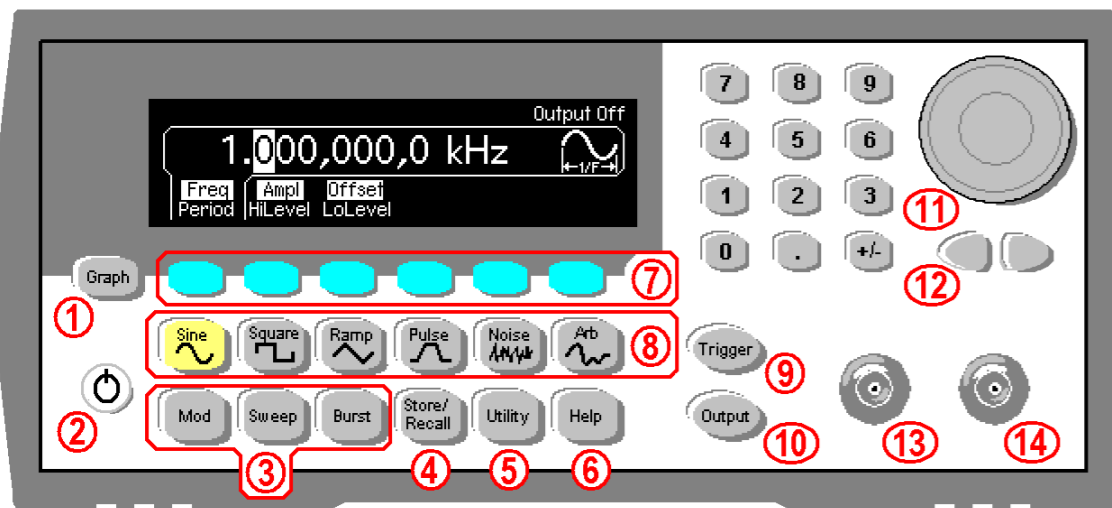 Output Off
1.000,000,0 kHz
1/F
Freq Ampl Offset
Period HiLevel LoLevel
7 8 9
4 5 6
1 2 3
11
0 . +/-
12
Graph
7
1
Sine Square Ramp Pulse Noise Arb
8
Trigger
9
2
Mod Sweep Burst Store/
Recall Utility Help
Output
3 4 5 6 10 13 14